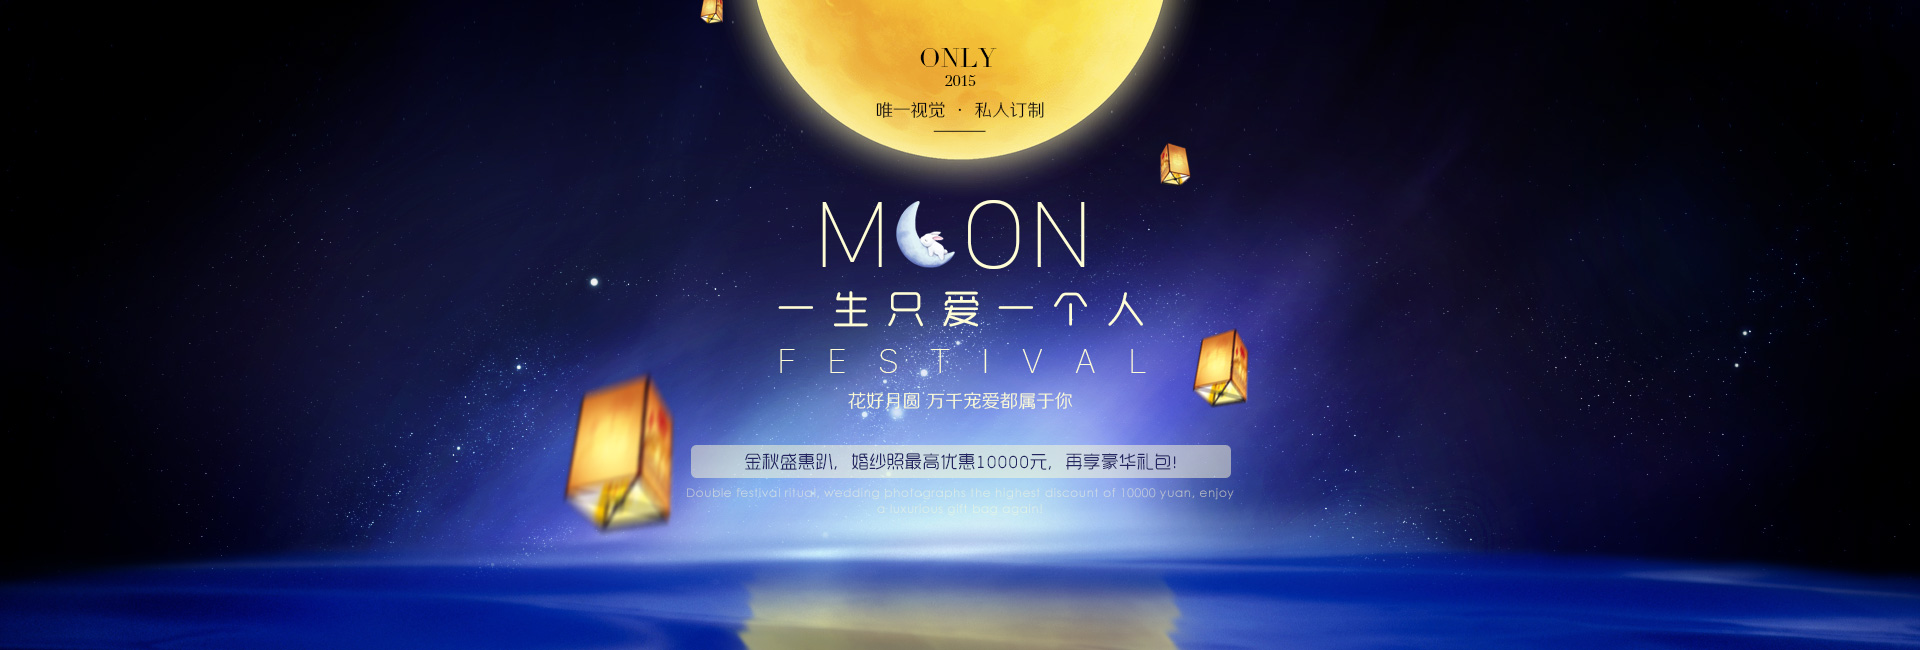 ONLY
2015
唯一视觉 · 私人订制
MOON
一生只爱一个人
FESTIVAL
花好月圆 万千宠爱都属于你
金秋盛惠趴，婚纱照最高优惠10000元，再享豪华礼包!
Double festival ritual, wedding photographs the highest discount of 10000 yuan, enjoy
a luxurious gift bag again!